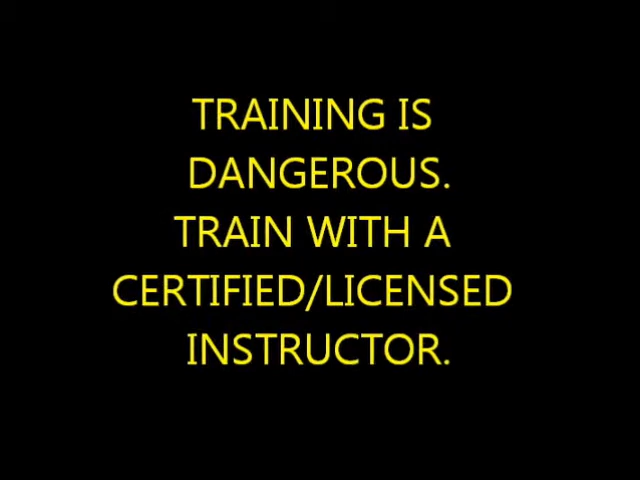 TRAINING IS
DANGEROUS.
TRAIN WITH A
CERTIFIED/LICENSED
INSTRUCTOR.